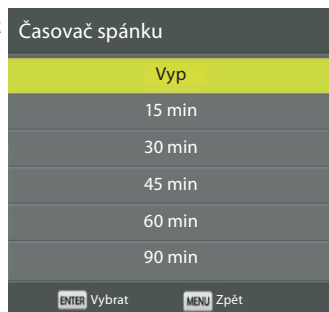 Časovač spánku
Vyp
15 min
30 min
45 min
60 min
90 min
ENTER Vybrat MENU Zpět